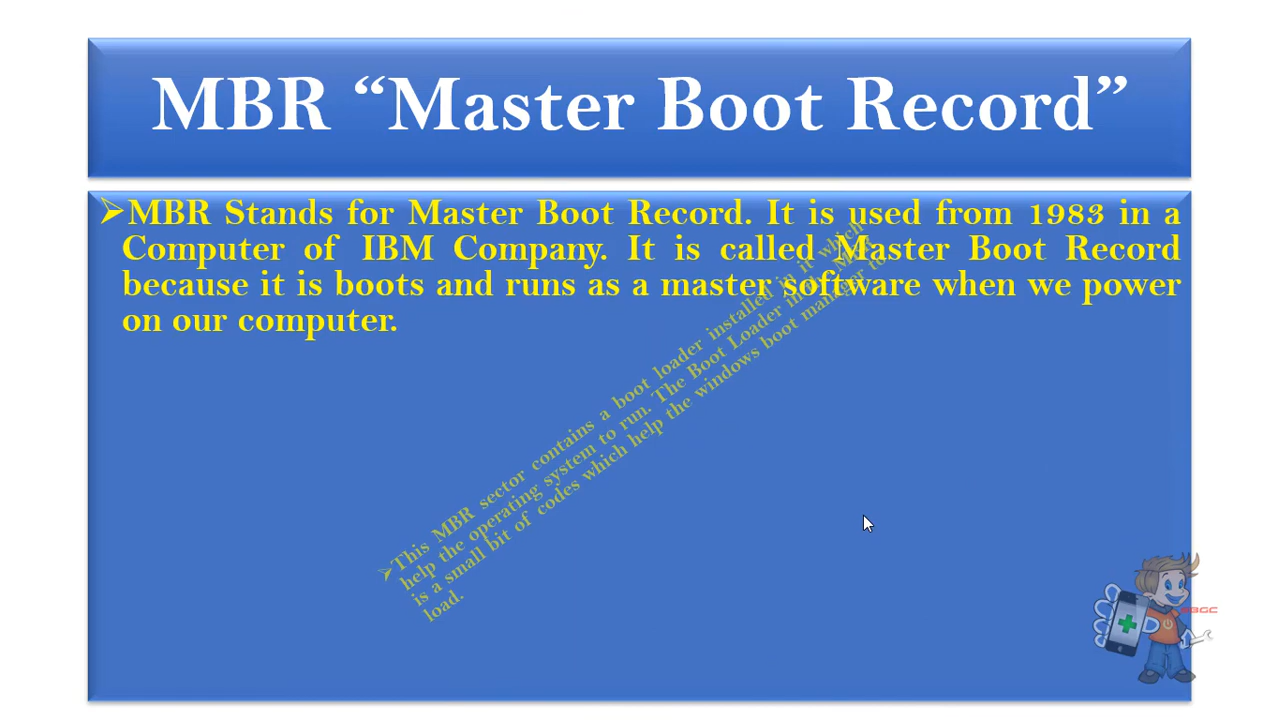 MBR “Master Boot Record”
➢MBR Stands for Master Boot Record. It is used from 1983 in a
Computer of IBM Company. It is called Master Boot Record
because it is boots and runs as a master software when we power
on our computer.
➢This MBR sector contains a boot loader installed in it which
help the operating system to run. The Boot Loader in the MBR
is a small bit of codes which help the windows boot manager to
load.